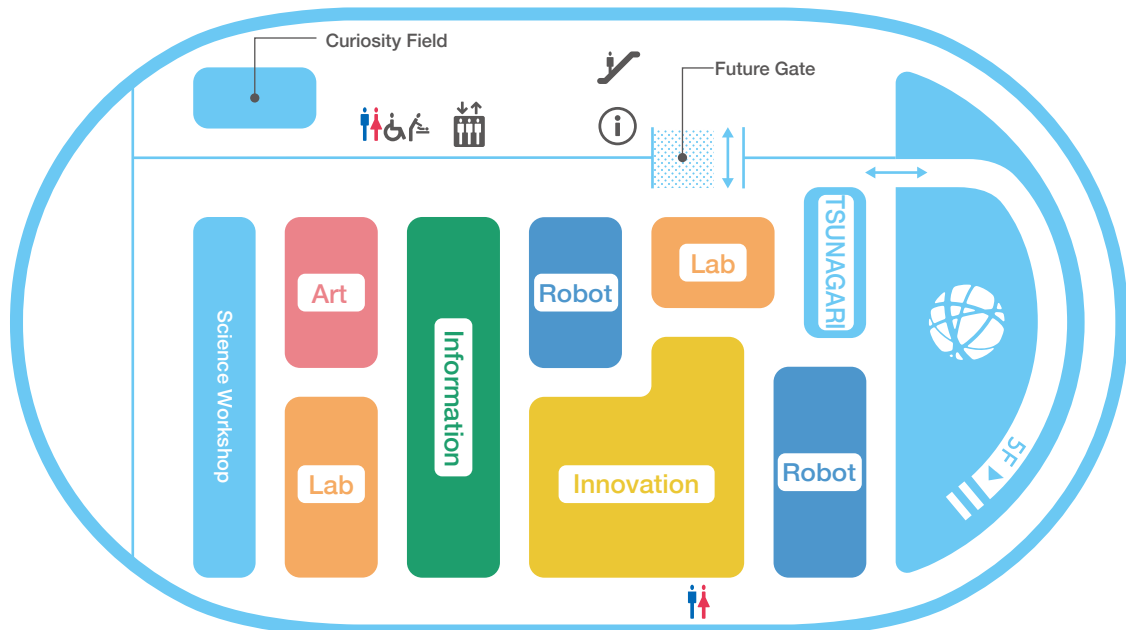 Curiosity Field
Future Gate
i
Science Workshop
Art
Information
Robot
Lab
TSUNAGARI
Lab
Innovation
Robot
5F